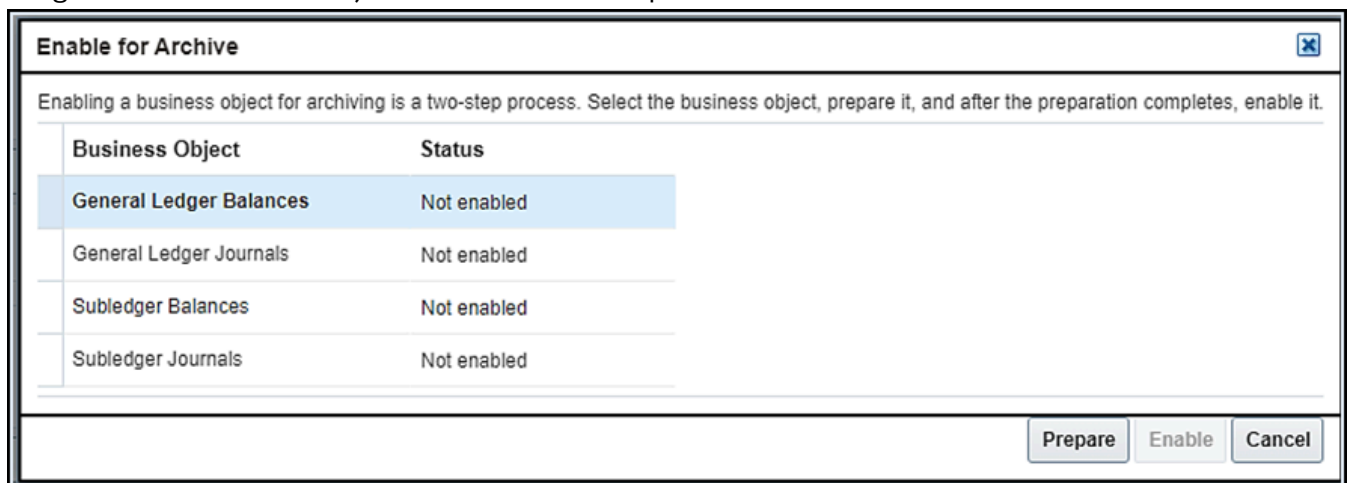 Enable for Archive
Enabling a business object for archiving is a two-step process. Select the business object, prepare it, and after the preparation completes, enable it.
Business Object Status
General Ledger Balances Not enabled
General Ledger Journals Not enabled
Subledger Balances Not enabled
Subledger Journals Not enabled
Prepare Enable Cancel